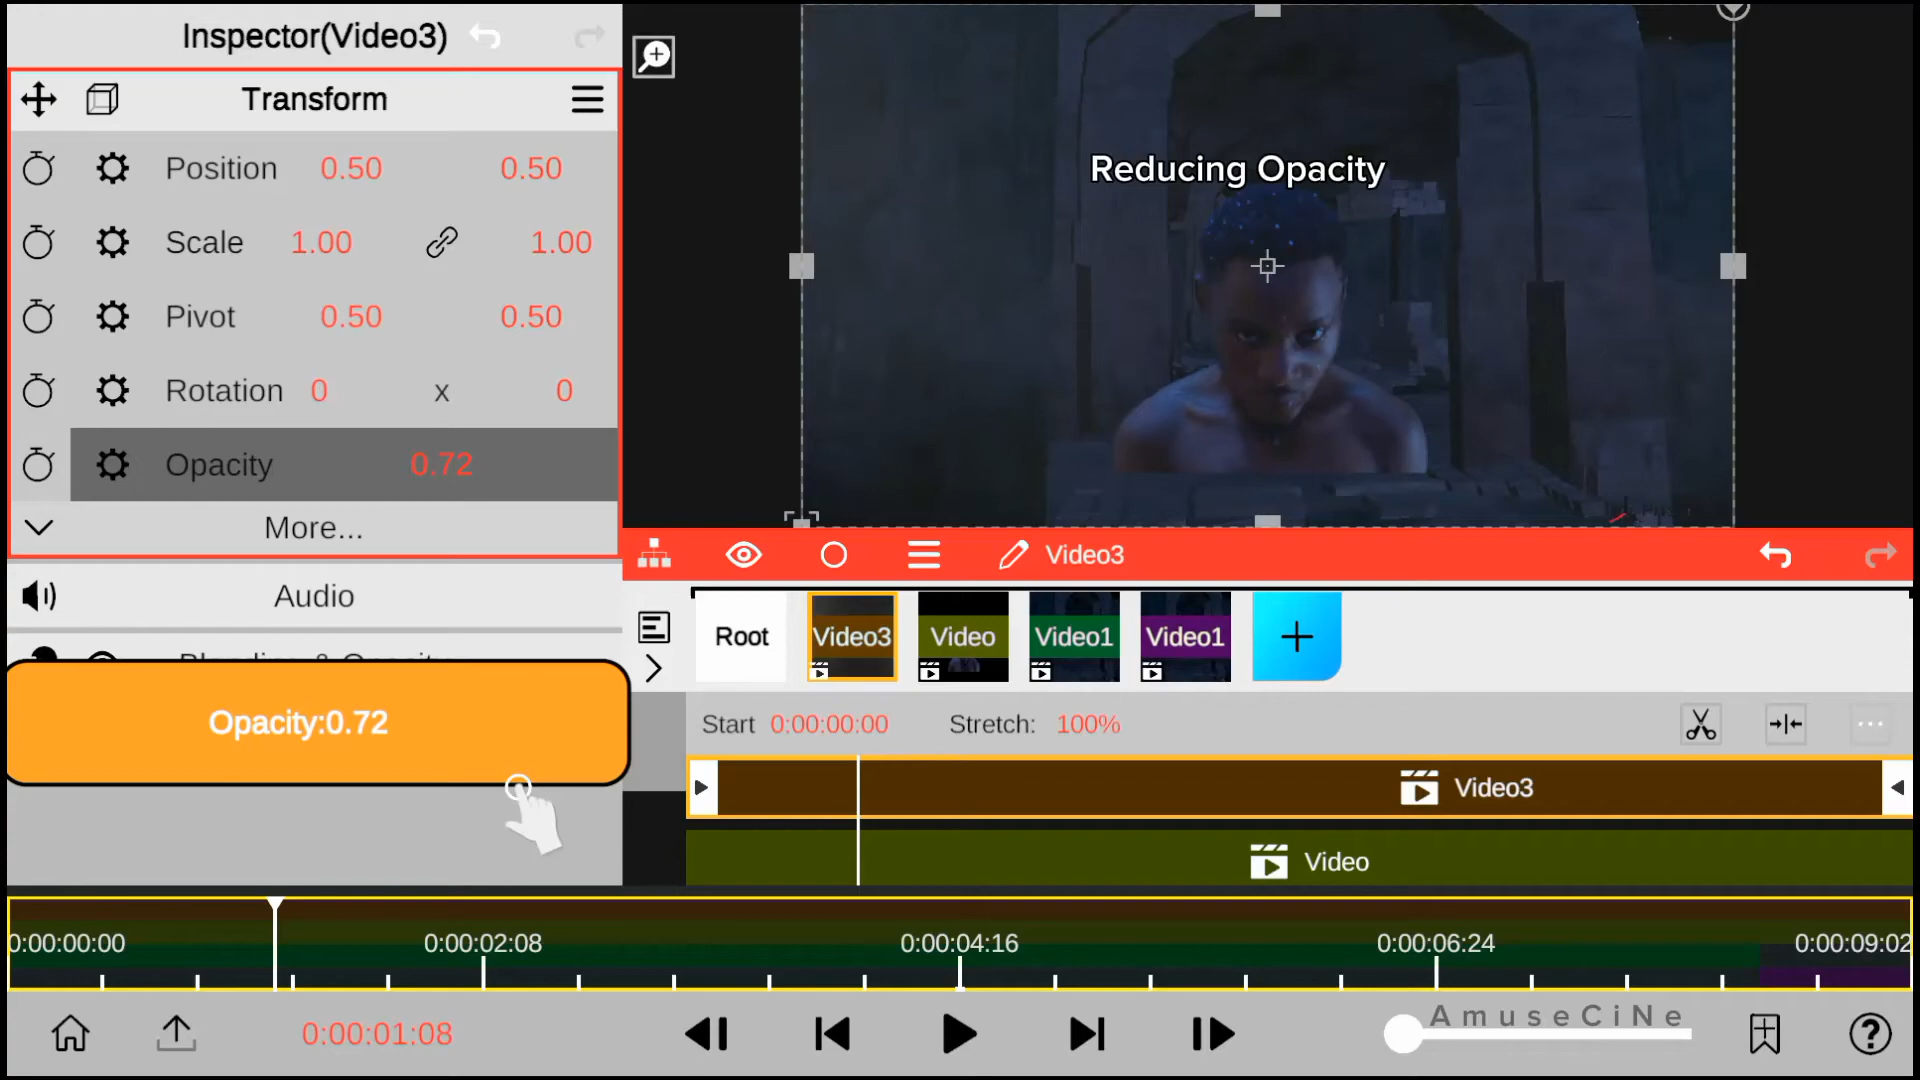 Inspector(Video3)
Transform
Position 0.50 0.50
Scale 1.00 1.00
Pivot 0.50 0.50
Rotation 0 x 0
Opacity 0.72
More...
Audio
Blending & Opacity
Opacity:0.72
Reducing Opacity
Video3
Root
Video3
Video
Video1
Video1
Start 0:00:00:00 Stretch: 100%
Video3
Video
0:00:00:00 0:00:02:08 0:00:04:16 0:00:06:24 0:00:09:02
0:00:01:08
AmuseCiNe